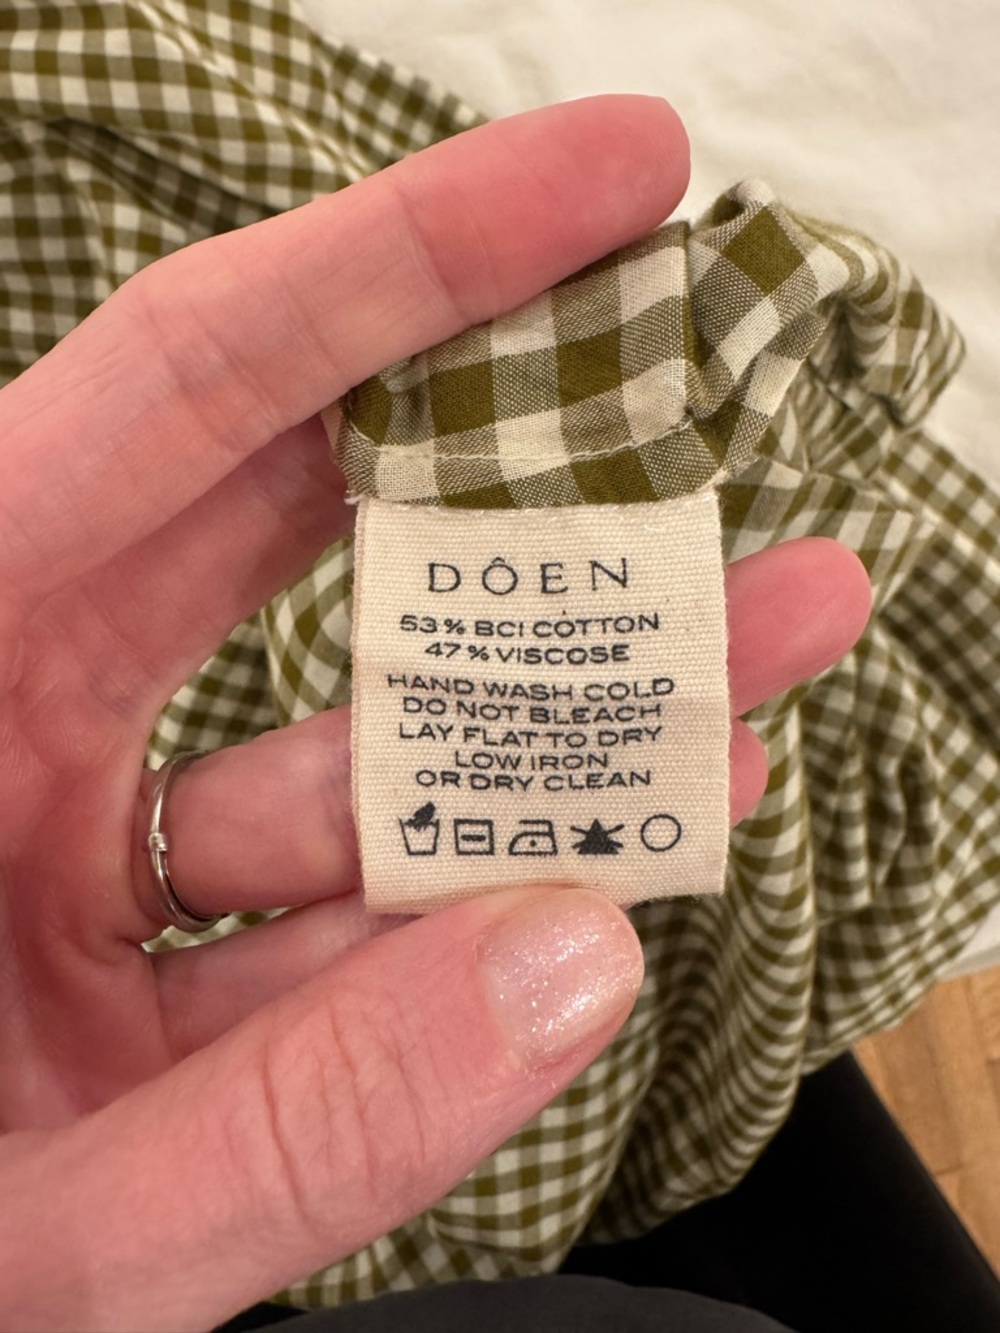 DÔEN
53% BCI COTTON
47% VISCOSE
HAND WASH COLD
DO NOT BLEACH
LAY FLAT TO DRY
LOW IRON
OR DRY CLEAN